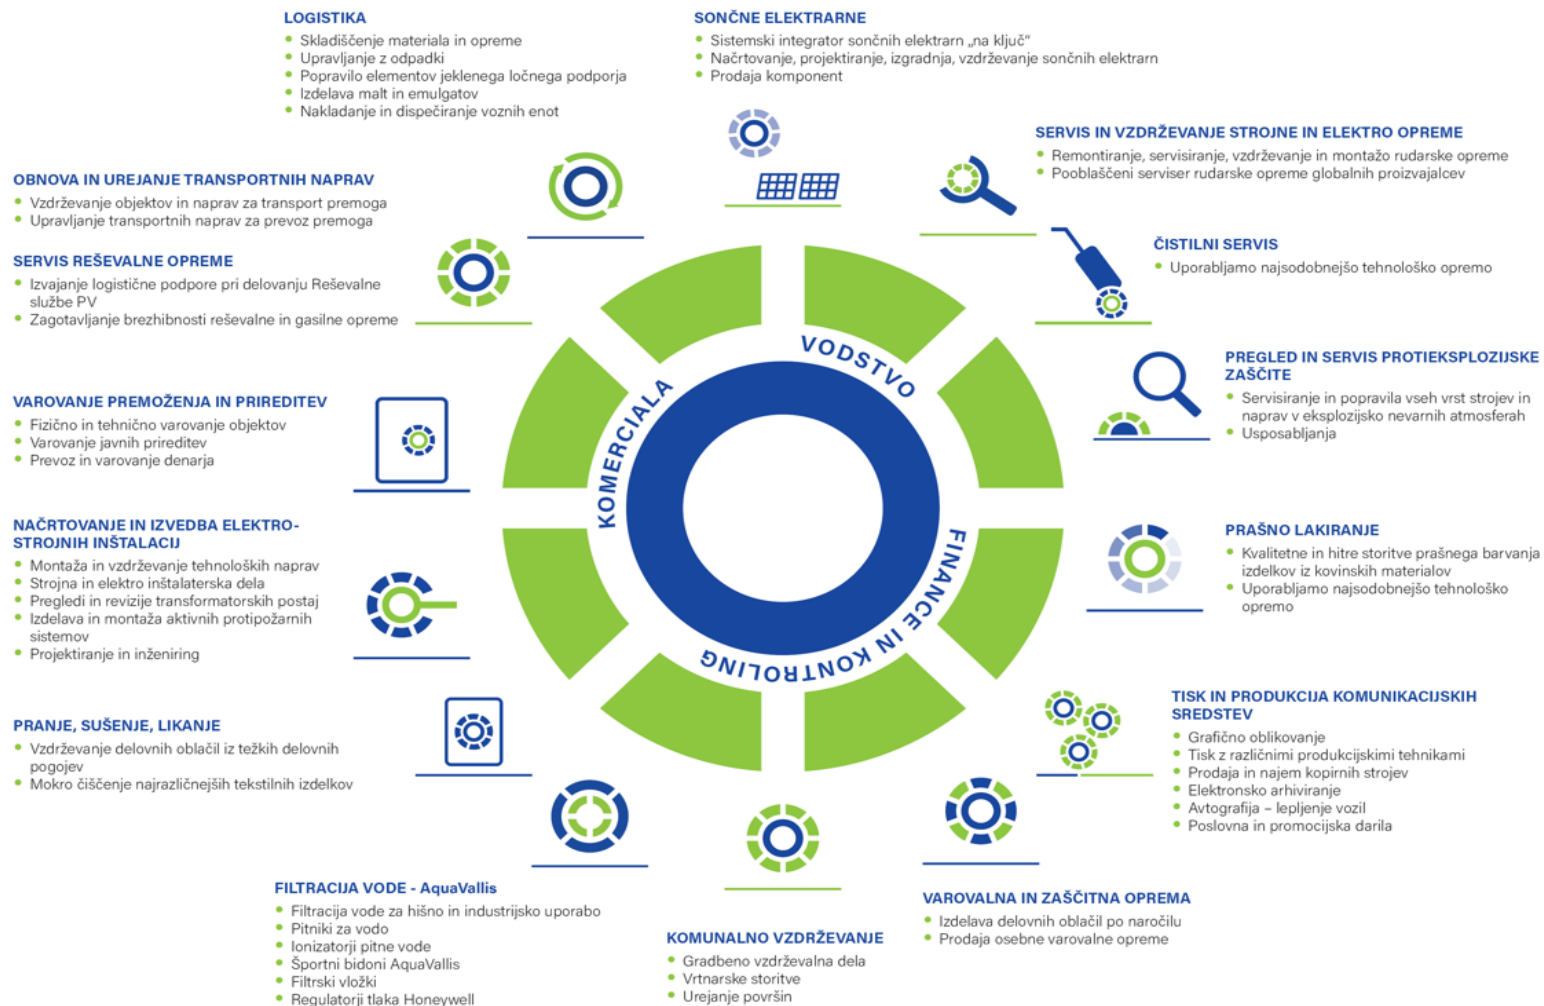 LOGISTIKA
• Skladiščenje materiala in opreme
• Upravljanje z odpadki
• Popravilo elementov jeklenega ločnega podporja
• Izdelava malt in emulgatov
• Nakladanje in dispečiranje voznih enot
SONČNE ELEKTRARNE
• Sistemski integrator sončnih elektrarn „na ključ“
• Načrtovanje, projektiranje, izgradnja, vzdrževanje sončnih elektrarn
• Prodaja komponent
SERVIS IN VZDRŽEVANJE STROJNE IN ELEKTRO OPREME
• Remontiranje, servisiranje, vzdrževanje in montažo rudarske opreme
• Pooblaščeni serviser rudarske opreme globalnih proizvajalcev
OBNOVA IN UREJANJE TRANSPORTNIH NAPRAV
• Vzdrževanje objektov in naprav za transport premoga
• Upravljanje transportnih naprav za prevoz premoga
ČISTILNI SERVIS
• Uporabljamo najsodobnejšo tehnološko opremo
SERVIS REŠEVALNE OPREME
• Izvajanje logistične podpore pri delovanju Reševalne
službe PV
• Zagotavljanje brezhibnosti reševalne in gasilne opreme
PREGLED IN SERVIS PROTIEKSPLOZIJSKE
ZAŠČITE
• Servisiranje in popravila vseh vrst strojev in
naprav v eksplozijsko nevarnih atmosferah
• Usposabljanja
VAROVANJE PREMOŽENJA IN PRIREDITEV
• Fizično in tehnično varovanje objektov
• Varovanje javnih prireditev
• Prevoz in varovanje denarja
KOMERCIALA
VODSTVO
FINANCE IN KONTROLING
NAČRTOVANJE IN IZVEDBA ELEKTRO-
STROJNIH INŠTALACIJ
• Montaža in vzdrževanje tehnoloških naprav
• Strojna in elektro inštalaterska dela
• Pregledi in revizije transformatorskih postaj
• Izdelava in montaža aktivnih protipožarnih
sistemov
• Projektiranje in inženiring
PRAŠNO LAKIRANJE
• Kvalitetne in hitre storitve prašnega barvanja
izdelkov iz kovinskih materialov
• Uporabljamo najsodobnejšo tehnološko
opremo
PRANJE, SUŠENJE, LIKANJE
• Vzdrževanje delovnih oblačil iz težkih delovnih
pogojev
• Mokro čiščenje najrazličnejših tekstilnih izdelkov
TISK IN PRODUKCIJA KOMUNIKACIJSKIH
SREDSTEV
• Grafično oblikovanje
• Tisk z različnimi produkcijskimi tehnikami
• Prodaja in najem kopirnih strojev
• Elektronsko arhiviranje
• Avtografija – lepljenje vozil
• Poslovna in promocijska darila
FILTRACIJA VODE - AquaVallis
• Filtracija vode za hišno in industrijsko uporabo
• Pitniki za vodo
• Ionizatorji pitne vode
• Športni bidoni AquaVallis
• Filtrski vložki
• Regulatorji tlaka Honeywell
KOMUNALNO VZDRŽEVANJE
• Gradbeno vzdrževalna dela
• Vrtnarske storitve
• Urejanje površin
VAROVALNA IN ZAŠČITNA OPREMA
• Izdelava delovnih oblačil po naročilu
• Prodaja osebne varovalne opreme